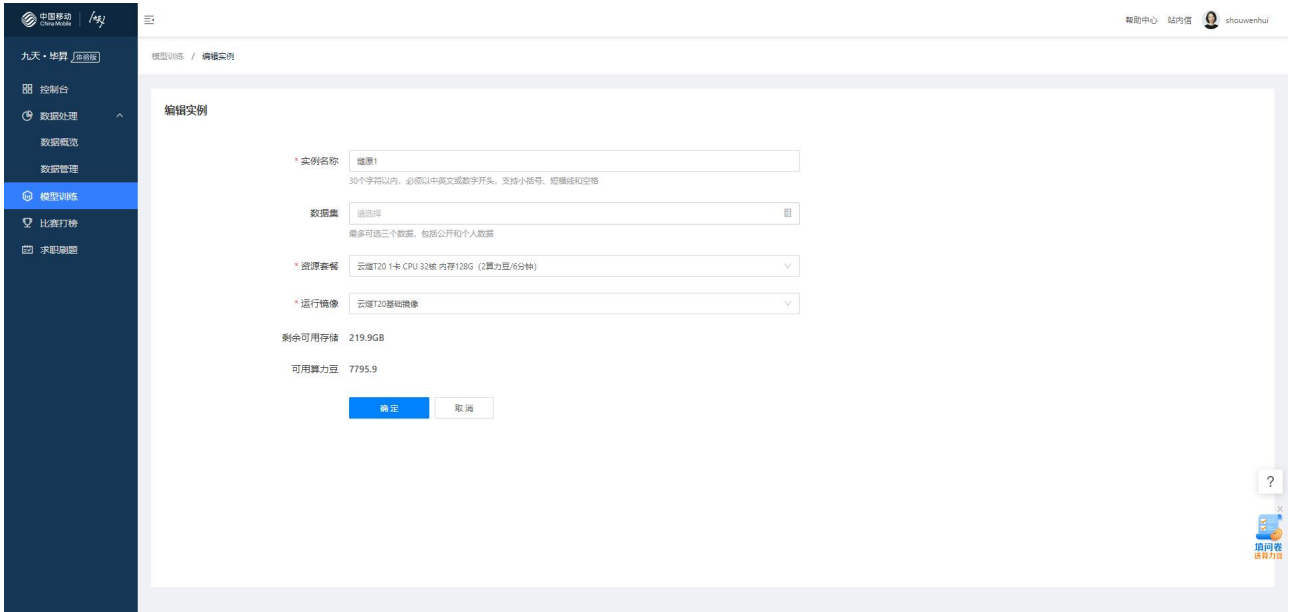 中国移动
China Mobile
帮助中心 站内信 shouwenhui
九天·毕昇 体验版
模型训练 / 编辑实例
控制台
数据处理
数据概览
数据管理
模型训练
比赛打榜
求职刷题
编辑实例
* 实例名称 燧原1
30个字符以内，必须以中英文或数字开头，支持小括号、短横线和空格
数据集 请选择
最多可选三个数据，包括公开和个人数据
* 资源套餐 云燧T20 1卡 CPU 32核 内存128G（2算力豆/6分钟）
* 运行镜像 云燧T20基础镜像
剩余可用存储 219.9GB
可用算力豆 7795.9
确定 取消
?
填问卷
送算力豆